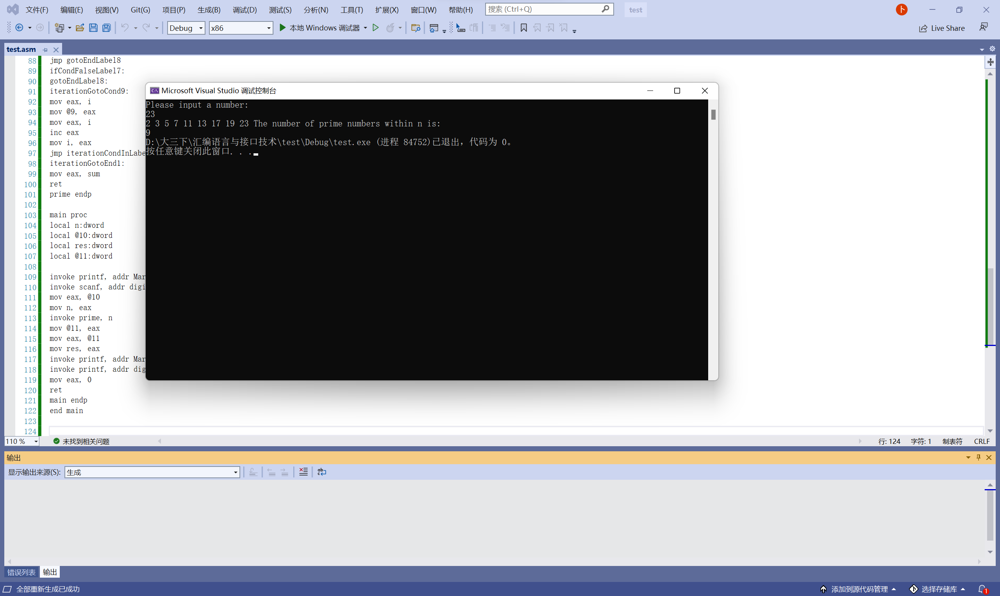 文件(F) 编辑(E) 视图(V) Git(G) 项目(P) 生成(B) 调试(D) 测试(S) 分析(N) 工具(T) 扩展(X) 窗口(W) 帮助(H) 搜索 (Ctrl+Q) test 卜
Debug x86 本地 Windows 调试器 Live Share
test.asm
88 jmp gotoEndLabel8
89 ifCondFalseLabel7:
90 gotoEndLabel8:
91 iterationGotoCond9:
92 mov eax, i
93 mov @9, eax
94 mov eax, i
95 inc eax
96 mov i, eax
97 jmp iterationCondInLabe
98 iterationGotoEnd1:
99 mov eax, sum
100 ret
101 prime endp
102
103 main proc
104 local n:dword
105 local @10:dword
106 local res:dword
107 local @11:dword
108
109 invoke printf, addr Mar
110 invoke scanf, addr digi
111 mov eax, @10
112 mov n, eax
113 invoke prime, n
114 mov @11, eax
115 mov eax, @11
116 mov res, eax
117 invoke printf, addr Mar
118 invoke printf, addr dig
119 mov eax, 0
120 ret
121 main endp
122 end main
123
124
Microsoft Visual Studio 调试控制台
Please input a number:
23
2 3 5 7 11 13 17 19 23 The number of prime numbers within n is:
9
D:\大三下\汇编语言与接口技术\test\Debug\test.exe (进程 84752)已退出，代码为 0。
按任意键关闭此窗口. . .
110 % 未找到相关问题 行: 124 字符: 1 制表符 CRLF
输出
显示输出来源(S): 生成
错误列表 输出
全部重新生成已成功 添加到源代码管理 选择存储库 1